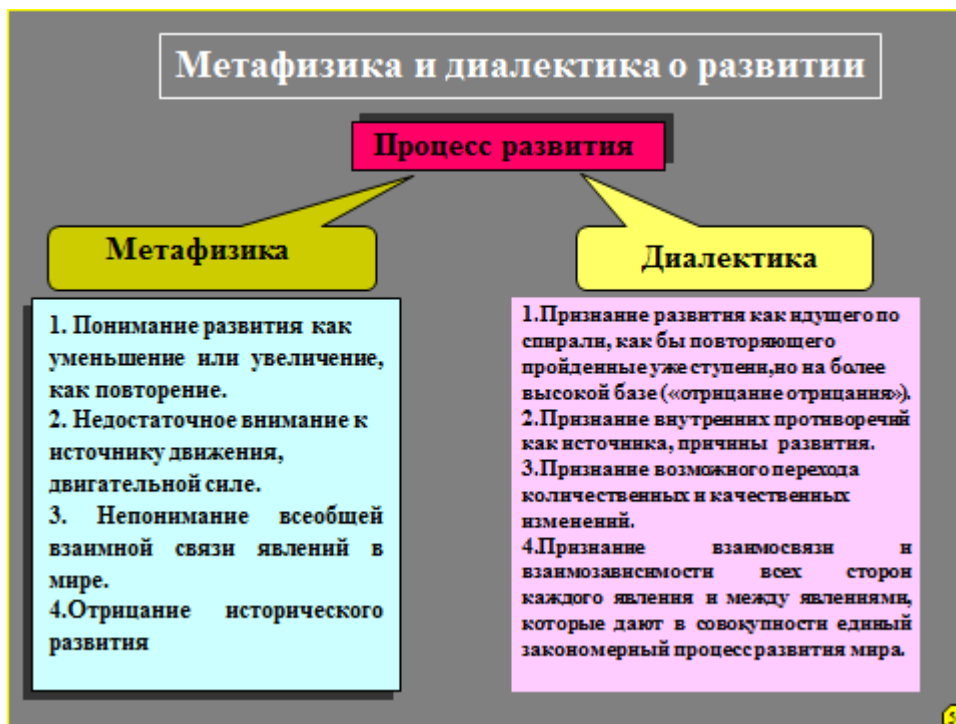 Метафизика и диалектика о развитии
Процесс развития
Метафизика
1. Понимание развития как
уменьшение или увеличение,
как повторение.
2. Недостаточное внимание к
источнику движения,
двигательной силе.
3. Непонимание всеобщей
взаимной связи явлений в
мире.
4.Отрицание исторического
развития
Диалектика
1.Признание развития как идущего по
спирали, как бы повторяющего
пройденные уже ступени,но на более
высокой базе («отрицание отрицания»).
2.Признание внутренних противоречий
как источника, причины развития.
3.Признание возможного перехода
количественных и качественных
изменений.
4.Признание взаимосвязи и
взаимозависимости всех сторон
каждого явления и между явлениями,
которые дают в совокупности единый
закономерный процесс развития мира.